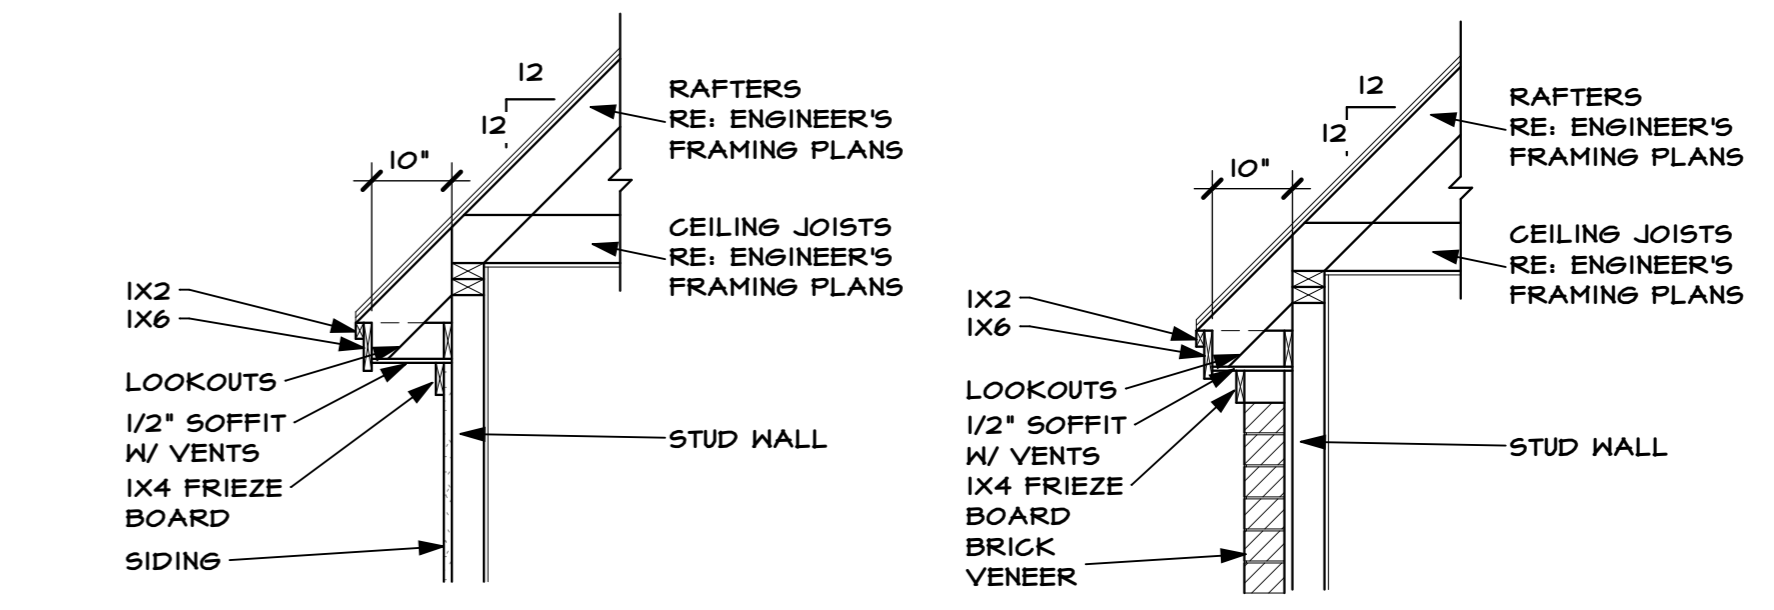 12
12
10"
RAFTERS
RE: ENGINEER'S
FRAMING PLANS
CEILING JOISTS
RE: ENGINEER'S
FRAMING PLANS
1X2
1X6
LOOKOUTS
1/2" SOFFIT
W/ VENTS
1X4 FRIEZE
BOARD
SIDING
STUD WALL
12
12
10"
RAFTERS
RE: ENGINEER'S
FRAMING PLANS
CEILING JOISTS
RE: ENGINEER'S
FRAMING PLANS
1X2
1X6
LOOKOUTS
1/2" SOFFIT
W/ VENTS
1X4 FRIEZE
BOARD
BRICK
VENEER
STUD WALL